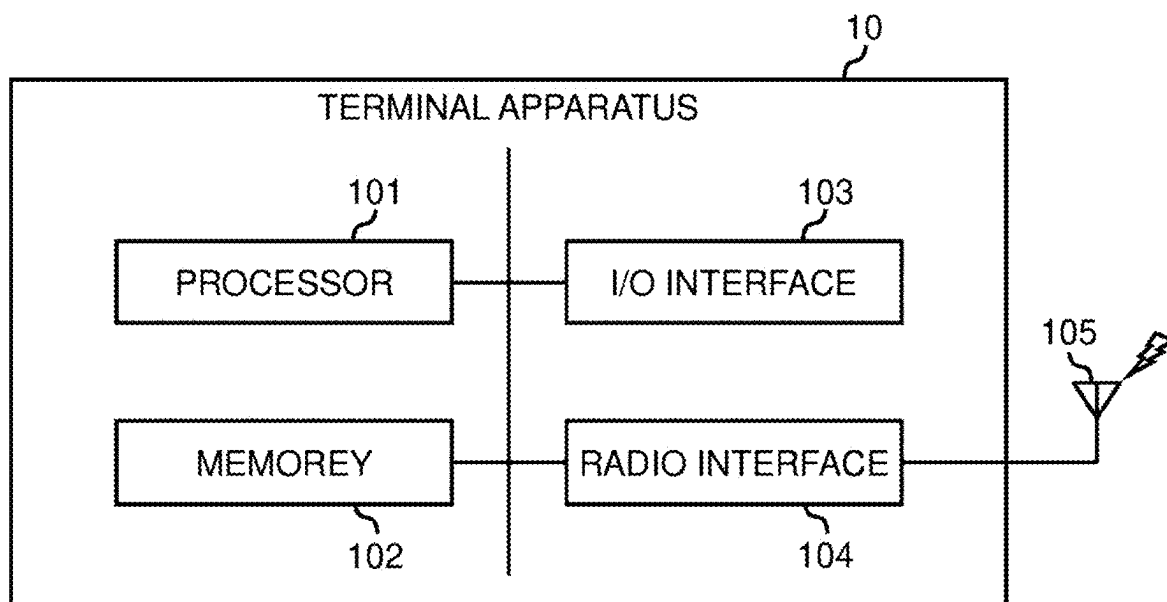 10
TERMINAL APPARATUS
101
103
PROCESSOR
I/O INTERFACE
105
MEMOREY
RADIO INTERFACE
102
104